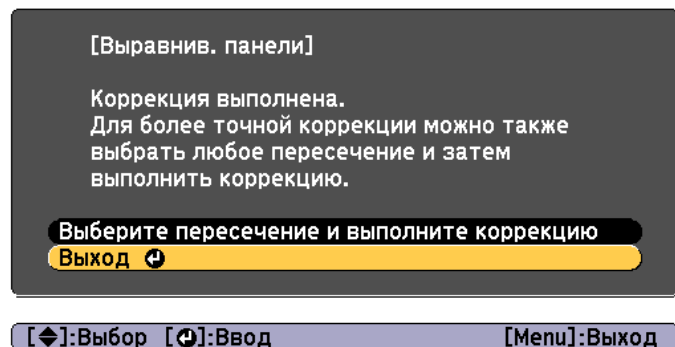 [Выравнив. панели]
Коррекция выполнена.
Для более точной коррекции можно также
выбрать любое пересечение и затем
выполнить коррекцию.
Выберите пересечение и выполните коррекцию
Выход
[]:Выбор []:Ввод [Menu]:Выход